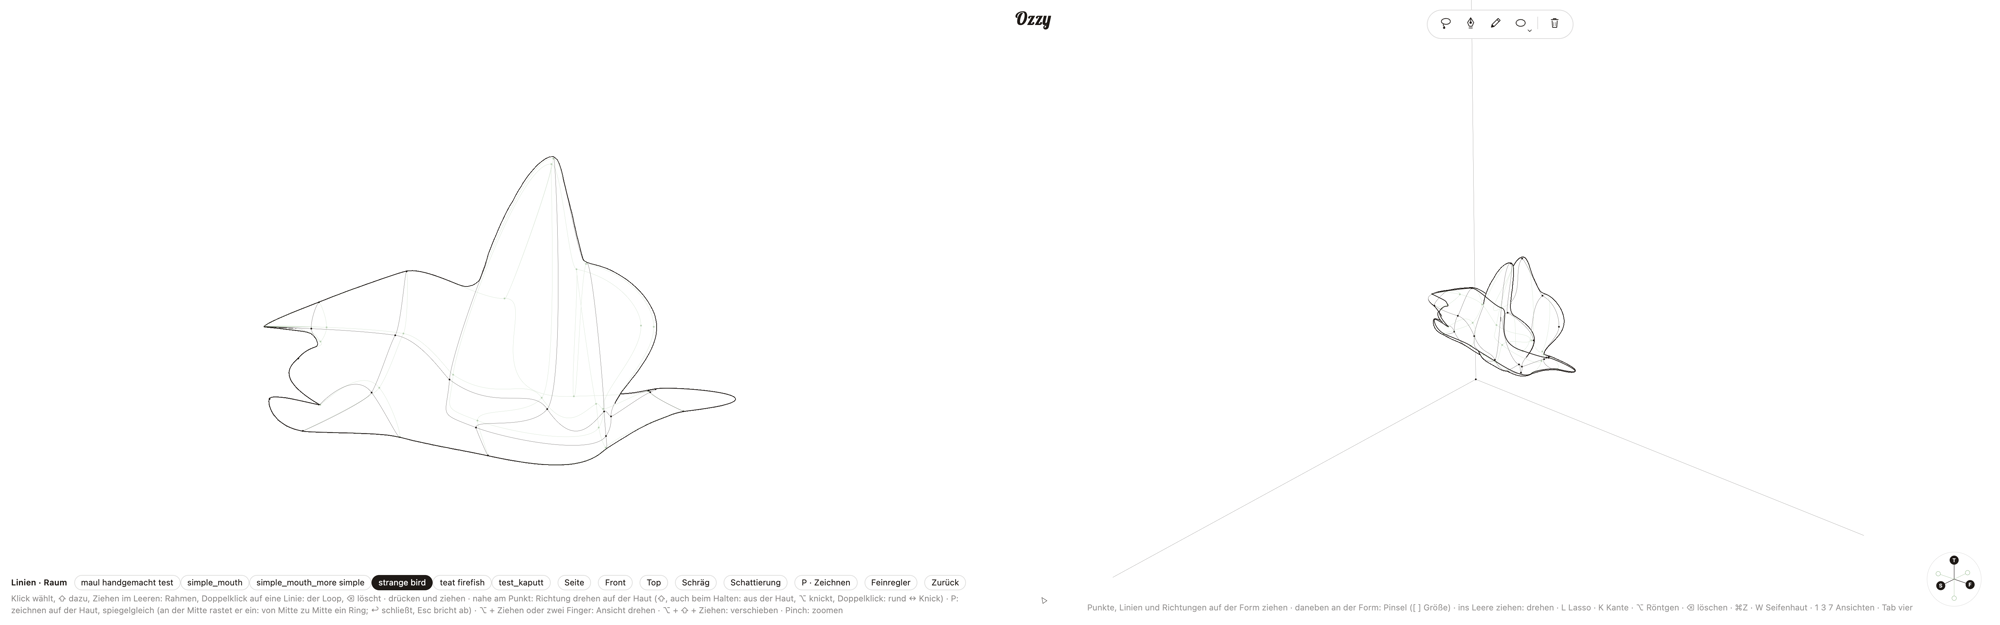 Ozzy
Linien · Raum maul handgemacht test simple_mouth simple_mouth_more simple strange bird teat firefish test_kaputt Seite Front Top Schräg Schattierung P · Zeichnen Feinregler Zurück
Klick wählt, ⇧ dazu, Ziehen im Leeren: Rahmen, Doppelklick auf eine Linie: der Loop, ⌫ löscht · drücken und ziehen · nahe am Punkt: Richtung drehen auf der Haut (⇧, auch beim Halten: aus der Haut, ⌥ knickt, Doppelklick: rund ↔ Knick) · P:
zeichnen auf der Haut, spiegelgleich (an der Mitte rastet er ein: von Mitte zu Mitte ein Ring; ↩ schließt, Esc bricht ab) · ⌥ + Ziehen oder zwei Finger: Ansicht drehen · ⌥ + ⇧ + Ziehen: verschieben · Pinch: zoomen
Punkte, Linien und Richtungen auf der Form ziehen · daneben an der Form: Pinsel ([ ] Größe) · ins Leere ziehen: drehen · L Lasso · K Kante · ⌥ Röntgen · ⌫ löschen · ⌘Z · W Seitenhaut · 1 3 7 Ansichten · Tab vier
T
S
F